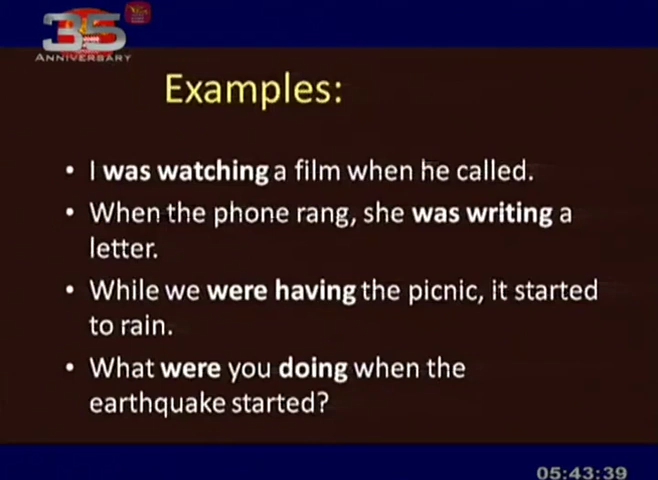 35
ANNIVERSARY
Examples:
• I was watching a film when he called.
• When the phone rang, she was writing a
letter.
• While we were having the picnic, it started
to rain.
• What were you doing when the
earthquake started?
05:43:39